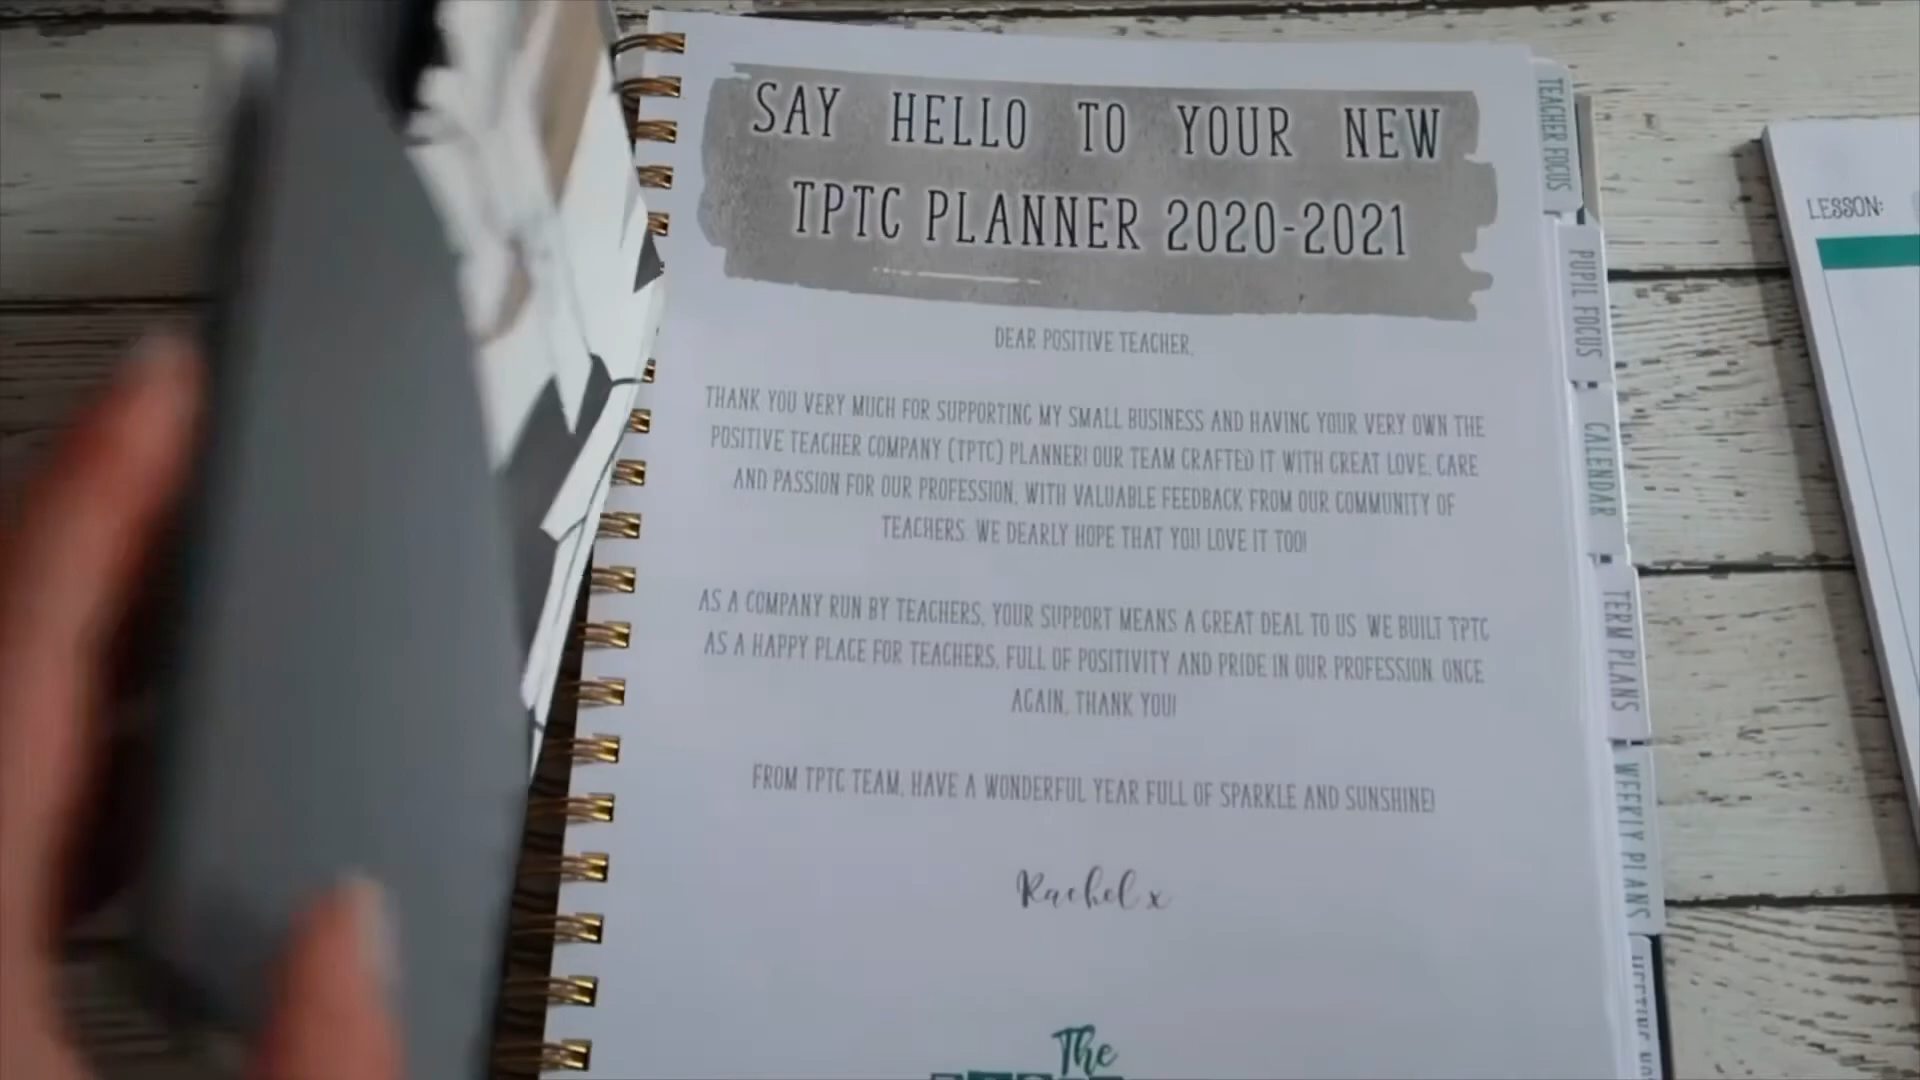 SAY HELLO TO YOUR NEW
TPTC PLANNER 2020-2021
DEAR POSITIVE TEACHER,
THANK YOU VERY MUCH FOR SUPPORTING MY SMALL BUSINESS AND HAVING YOUR VERY OWN THE
POSITIVE TEACHER COMPANY (TPTC) PLANNER! OUR TEAM CRAFTED IT WITH GREAT LOVE, CARE
AND PASSION FOR OUR PROFESSION, WITH VALUABLE FEEDBACK FROM OUR COMMUNITY OF
TEACHERS. WE DEARLY HOPE THAT YOU LOVE IT TOO!
AS A COMPANY RUN BY TEACHERS, YOUR SUPPORT MEANS A GREAT DEAL TO US. WE BUILT TPTC
AS A HAPPY PLACE FOR TEACHERS, FULL OF POSITIVITY AND PRIDE IN OUR PROFESSION. ONCE
AGAIN, THANK YOU!
FROM TPTC TEAM, HAVE A WONDERFUL YEAR FULL OF SPARKLE AND SUNSHINE!
Rachel x
The
TEACHER FOCUS
PUPIL FOCUS
CALENDAR
TERM PLANS
WEEKLY PLANS
LESSON: